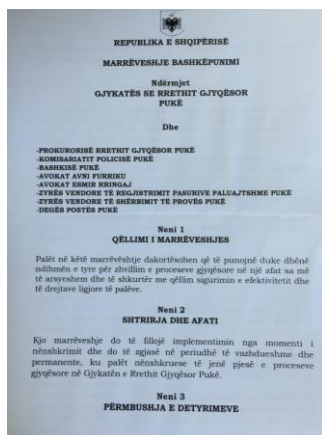 REPUBLIKA E SHQIPËRISË
MARRËVESHJE BASHKËPUNIMI
Ndërmjet
GJYKATËS SE RRETHIT GJYQËSOR
PUKË
Dhe
-PROKURORISË RRETHIT GJYQËSOR PUKË
-KOMISARIATIT POLICISË PUKË
-BASHKISË PUKË
-AVOKAT AVNI FURRIKU
-AVOKAT ESMIR RRINGAJ
-ZYRËS VENDORE TË REGJISTRIMIT PASURIVE PALUAJTSHME PUKË
-ZYRËS VENDORE TË SHËRBIMIT TË PROVËS PUKË
-DEGËS POSTËS PUKË
Neni 1
QËLLIMI I MARRËVESHJES
Palët në këtë marrëvështje dakortësohen që të punojnë duke dhënë
ndihmën e tyre për zhvillim e proceseve gjyqësore në një afat sa më
të arsyeshëm dhe të shkurtër me qëllim sigurimin e efektivitetit dhe
të drejtave ligjore të palëve.
Neni 2
SHTRIRJA DHE AFATI
Kjo marrëveshje do të fillojë implementimin nga momenti i
nënshkrimit dhe do të zgjasë në periudhë të vazhdueshme dhe
permanente, ku palët nënshkruese të jenë pjesë e proceseve
gjyqësore në Gjykatën e Rrethit Gjyqësor Pukë.
Neni 3
PËRMBUSHJA E DETYRIMEVE